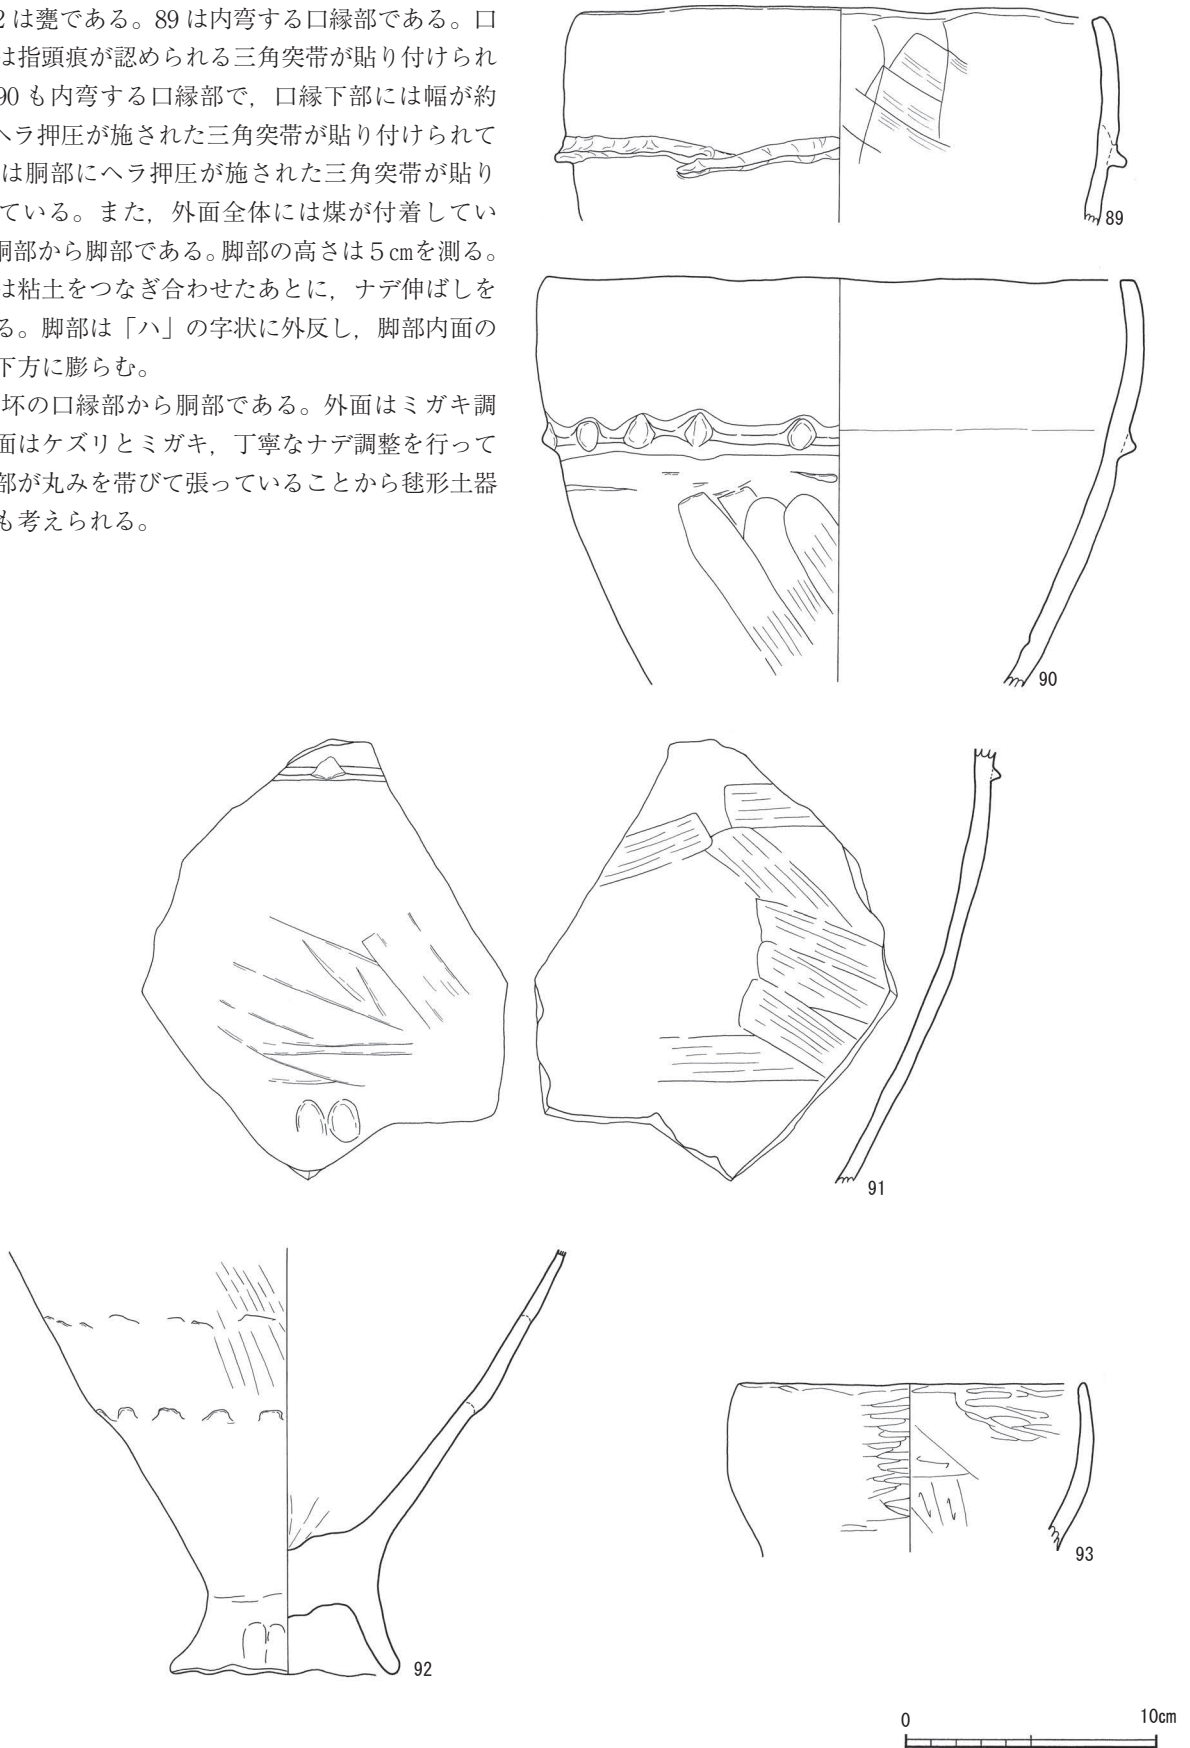 2 は甕である。89 は内弯する口縁部である。口
は指頭痕が認められる三角突帯が貼り付けられ
90 も内弯する口縁部で，口縁下部には幅が約
ヘラ押圧が施された三角突帯が貼り付けられて
は胴部にヘラ押圧が施された三角突帯が貼り
ている。また，外面全体には煤が付着してい
胴部から脚部である。脚部の高さは５㎝を測る。
は粘土をつなぎ合わせたあとに，ナデ伸ばしを
る。脚部は「ハ」の字状に外反し，脚部内面の
下方に膨らむ。
坏の口縁部から胴部である。外面はミガキ調
面はケズリとミガキ，丁寧なナデ調整を行って
部が丸みを帯びて張っていることから毬形土器
も考えられる。
89
90
91
92
93
0 10cm